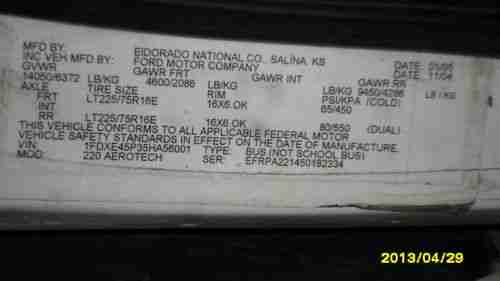 MFD BY: ElDORADO NATIONAL CO., SALINA, KS DATE: 01/05
INC VEH MFD BY: FORD MOTOR COMPANY DATE: 11/04
GVWR GAWR FRT GAWR INT GAWR RR
14050/6372 LB/KG 4600/2086 LB/KG 9450/4286 LB / KG
AXLE TIRE SIZE RIM PSI/KPA (COLD)
FRT LT225/75R16E 16X6.0K 65/450
INT
RR LT225/75R16E 16X6.0K 80/550 (DUAL)
THIS VEHICLE CONFORMS TO ALL APPLICABLE FEDERAL MOTOR
VEHICLE SAFETY STANDARDS IN EFFECT ON THE DATE OF MANUFACTURE.
VIN: 1FDXE45P35HA56001 TYPE: BUS (NOT SCHOOL BUS)
MOD: 220 AEROTECH SER: EFRPA221450192334
2013/04/29